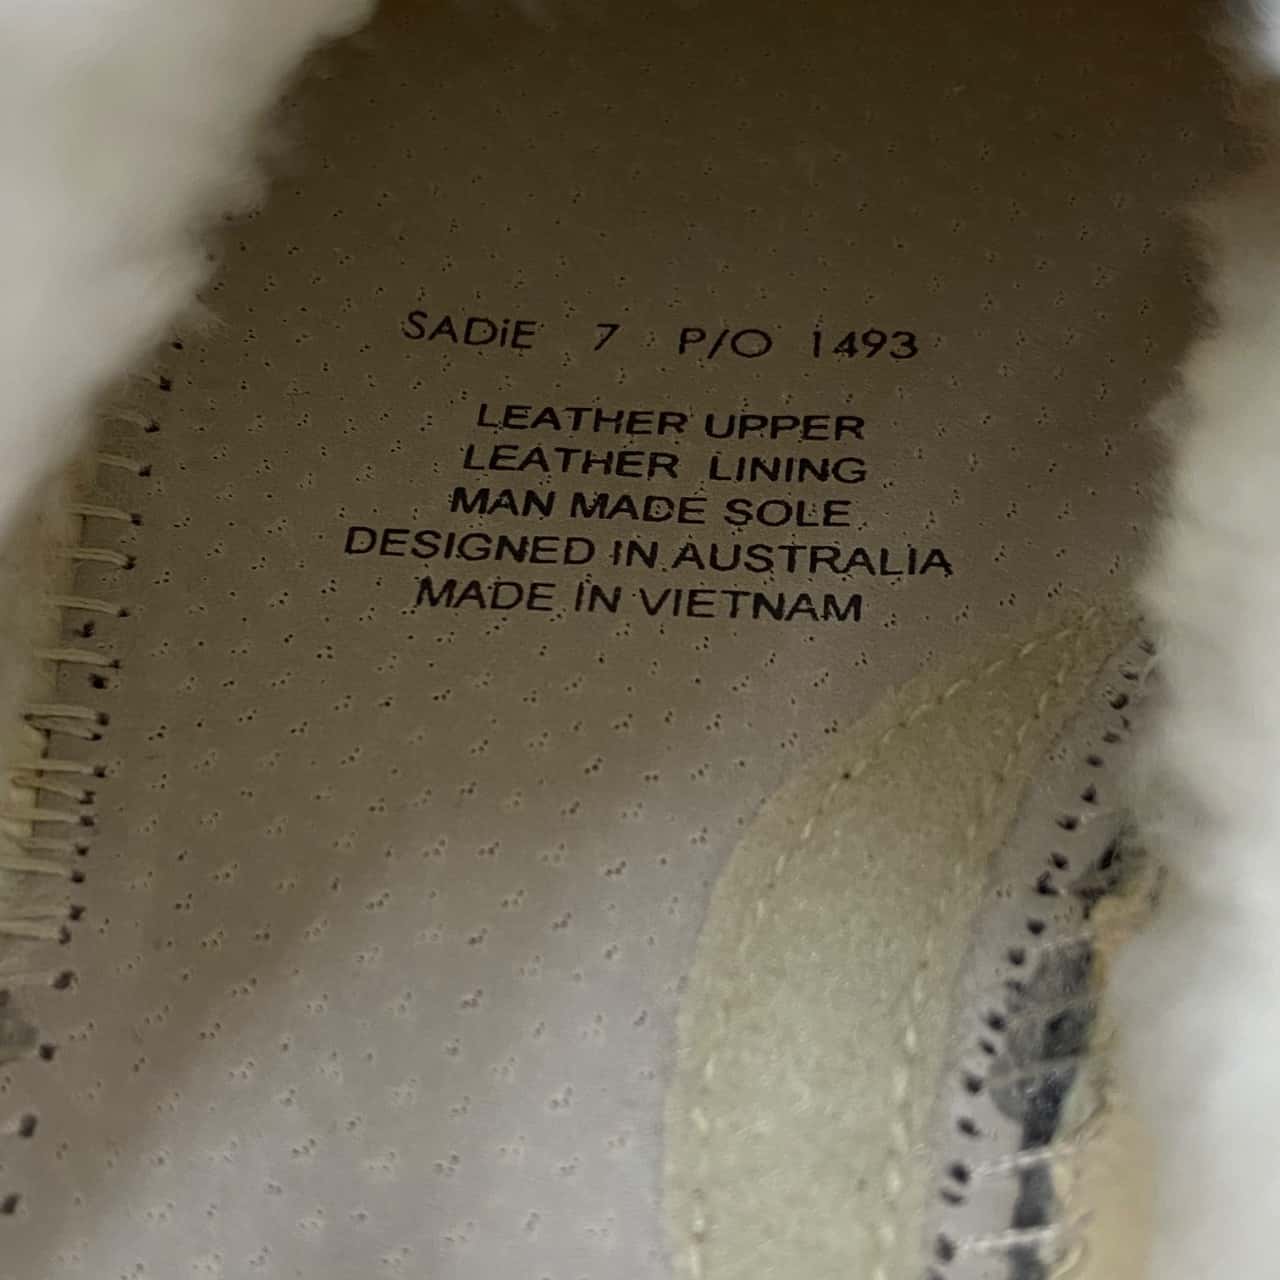 SADiE 7 P/O 1493
LEATHER UPPER
LEATHER LINING
MAN MADE SOLE
DESIGNED IN AUSTRALIA
MADE IN VIETNAM